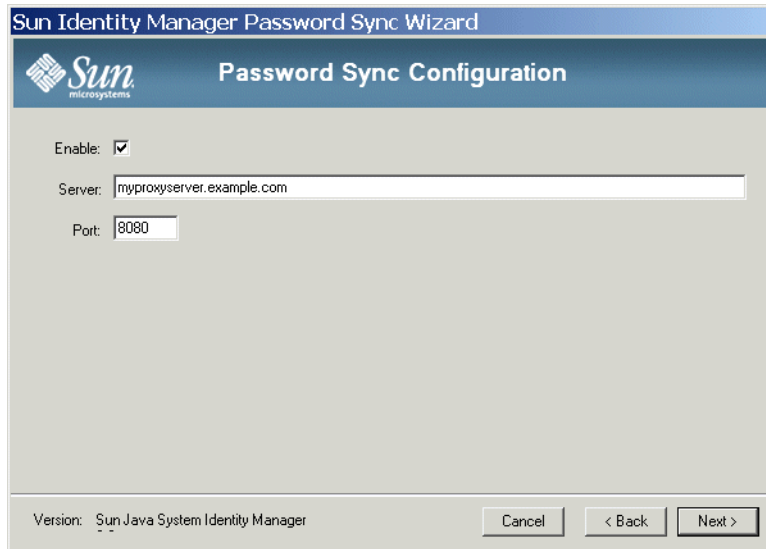 Sun Identity Manager Password Sync Wizard
Sun
microsystems
Password Sync Configuration
Enable:
Server: myproxyserver.example.com
Port: 8080
Version: Sun Java System Identity Manager
Cancel < Back Next >